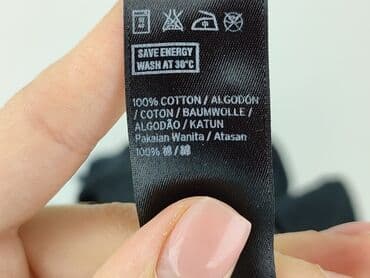 SAVE ENERGY
WASH AT 30°C
100% COTTON / ALGODÓN
/ COTON / BAUMWOLLE /
ALGODÃO / KATUN
Pakaian Wanita / Atasan
100% 棉 / 綿